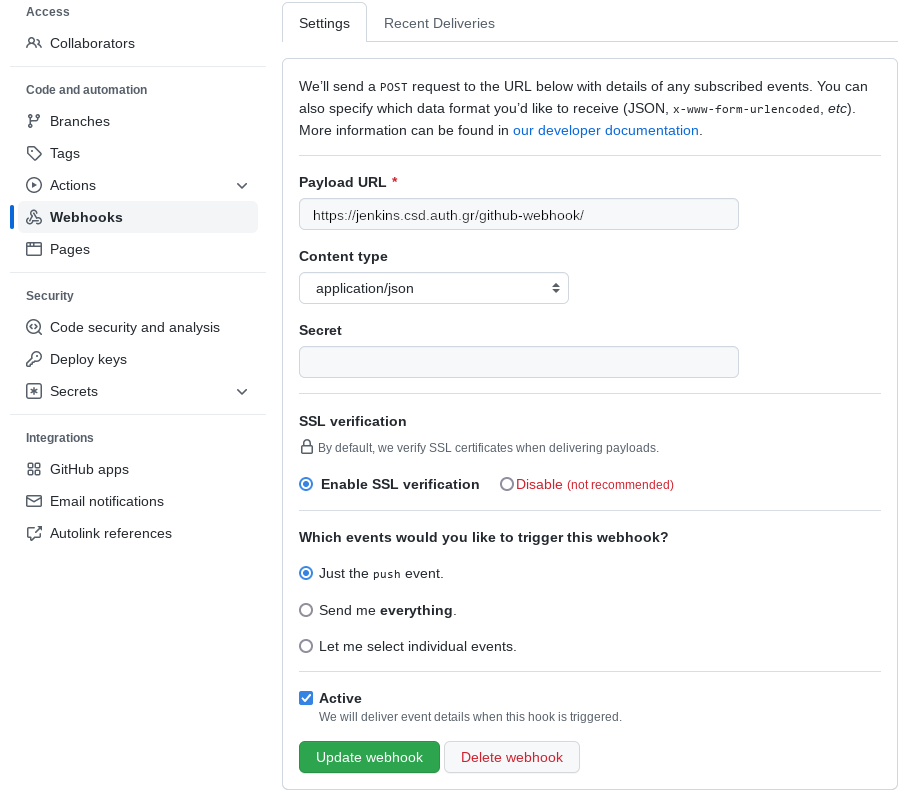 Access
Collaborators
Code and automation
Branches
Tags
Actions
Webhooks
Pages
Security
Code security and analysis
Deploy keys
Secrets
Integrations
GitHub apps
Email notifications
Autolink references
Settings
Recent Deliveries
We’ll send a POST request to the URL below with details of any subscribed events. You can
also specify which data format you’d like to receive (JSON, x-www-form-urlencoded, etc).
More information can be found in our developer documentation.
Payload URL *
https://jenkins.csd.auth.gr/github-webhook/
Content type
application/json
Secret
SSL verification
By default, we verify SSL certificates when delivering payloads.
Enable SSL verification
Disable (not recommended)
Which events would you like to trigger this webhook?
Just the push event.
Send me everything.
Let me select individual events.
Active
We will deliver event details when this hook is triggered.
Update webhook
Delete webhook